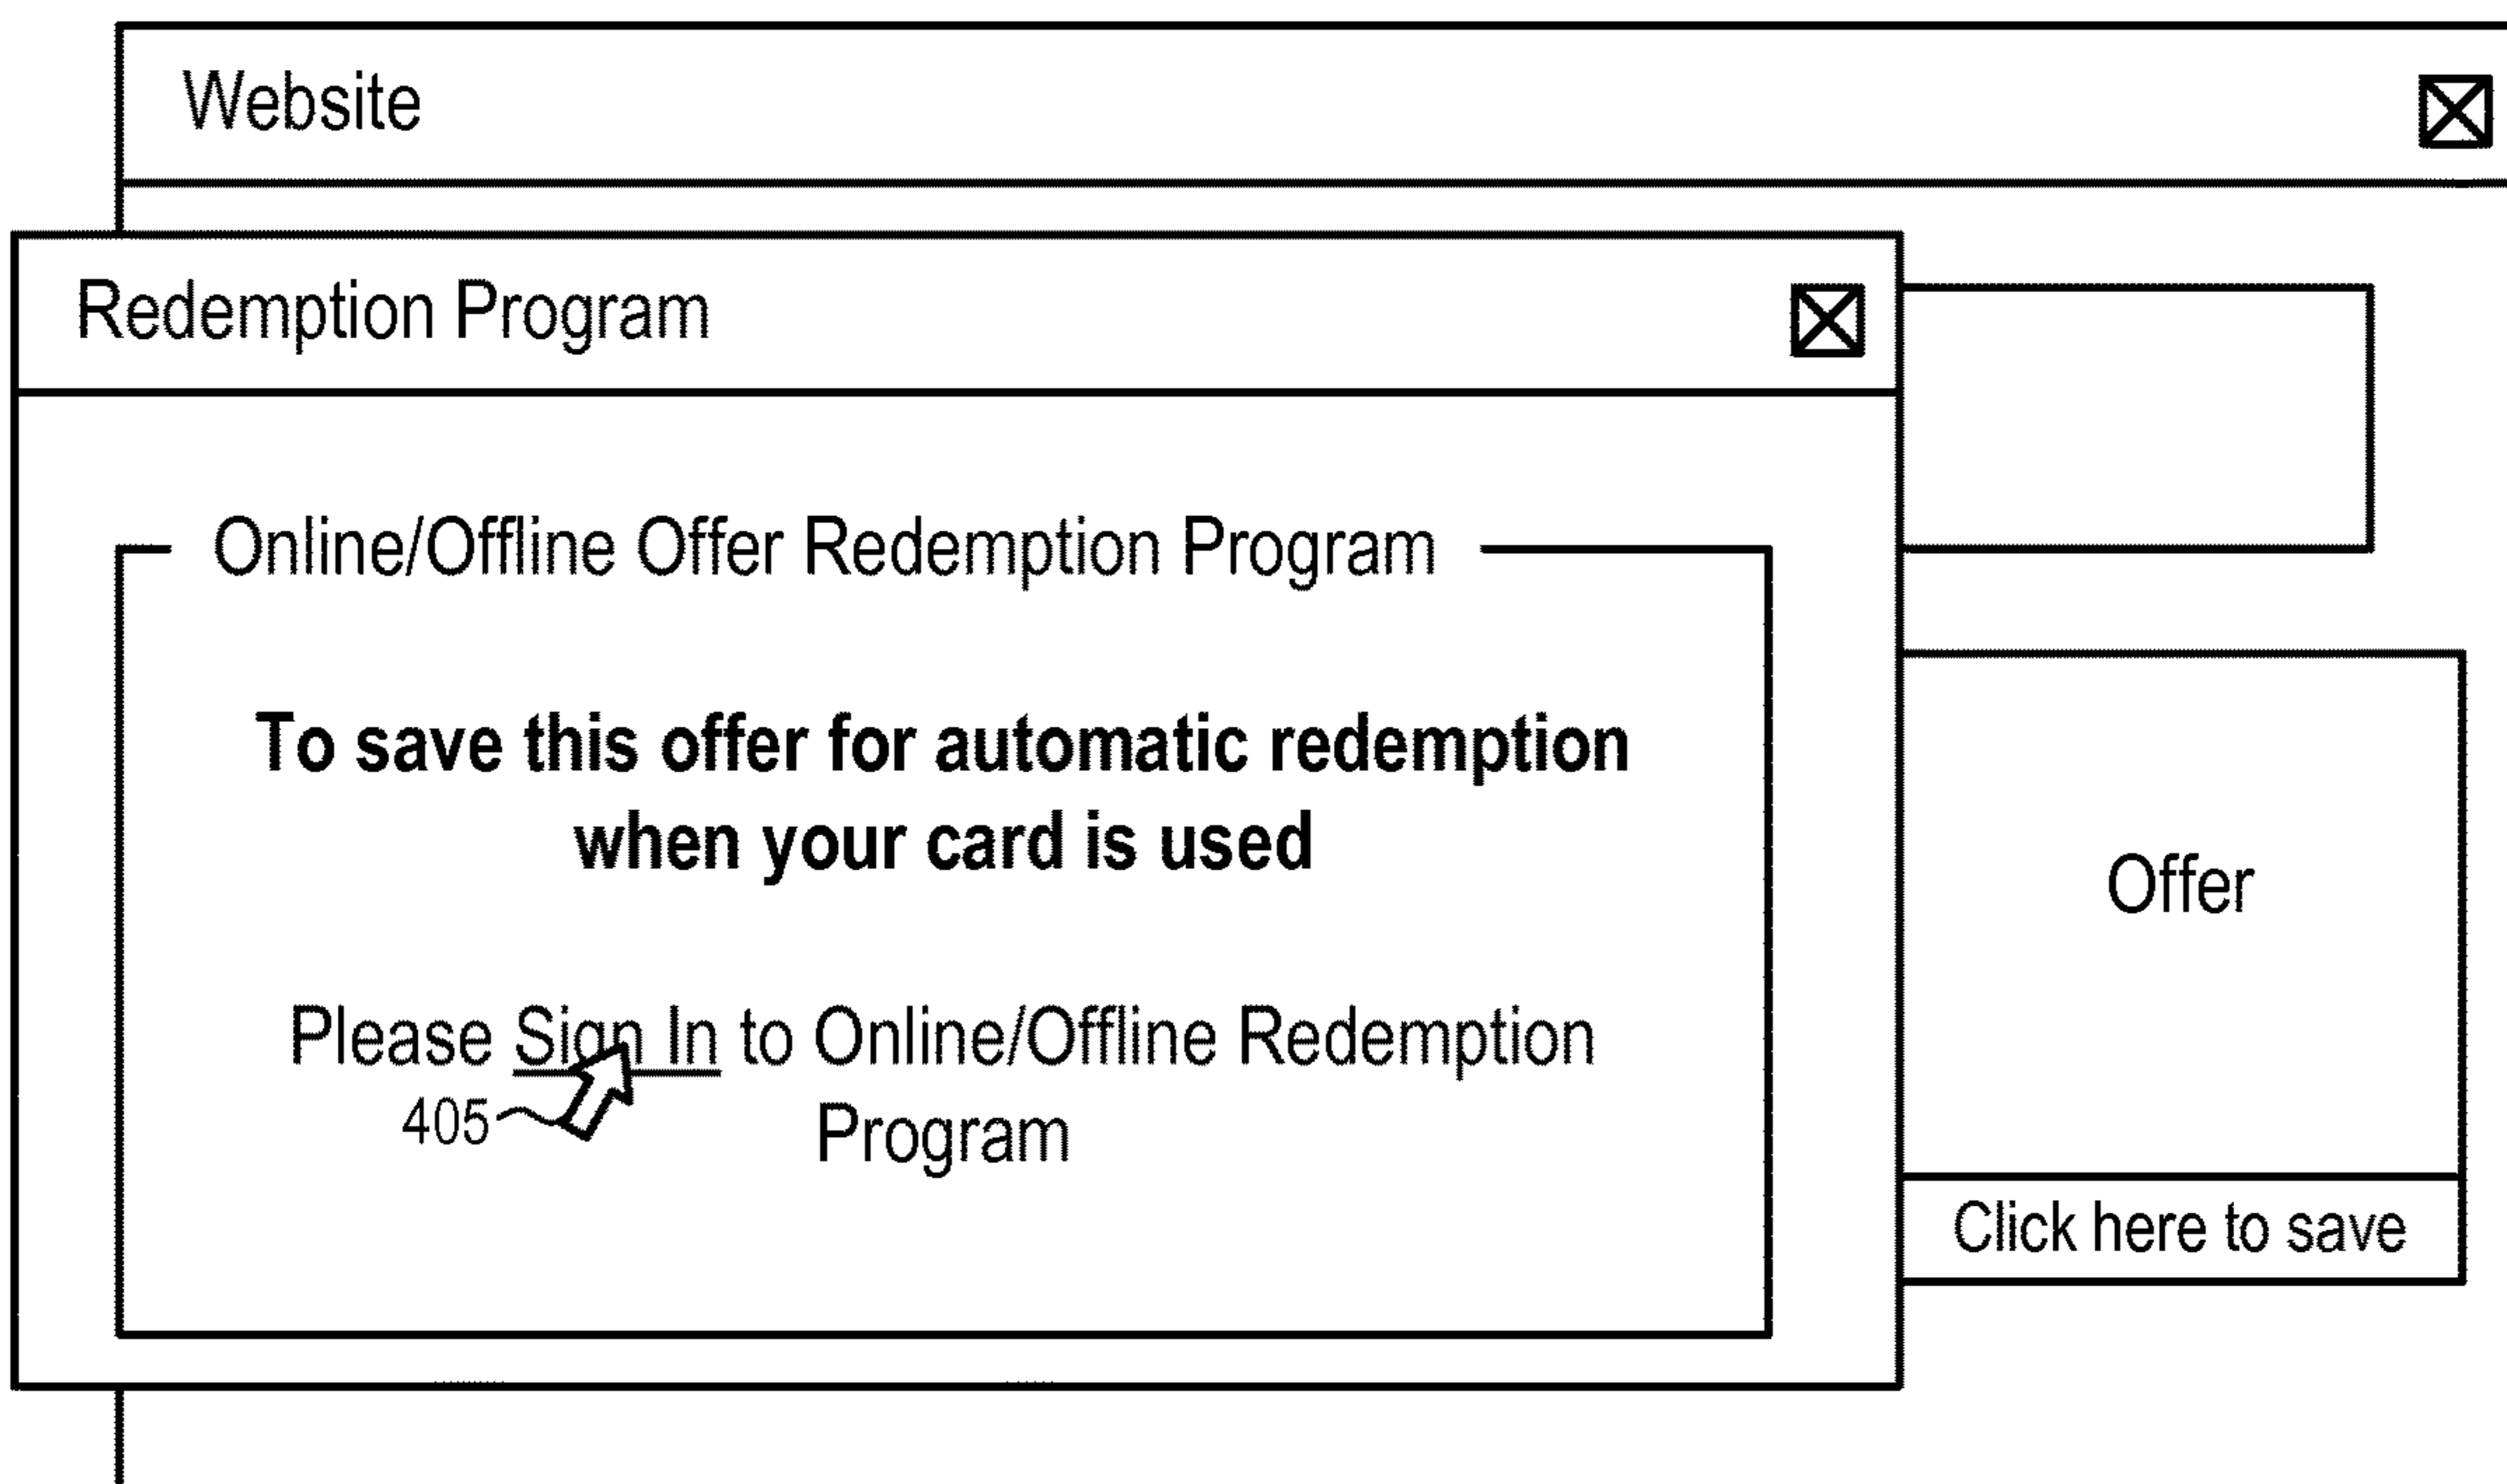 Website
Redemption Program
Online/Offline Offer Redemption Program
To save this offer for automatic redemption
when your card is used
Please Sign In to Online/Offline Redemption
405
Program
Offer
Click here to save